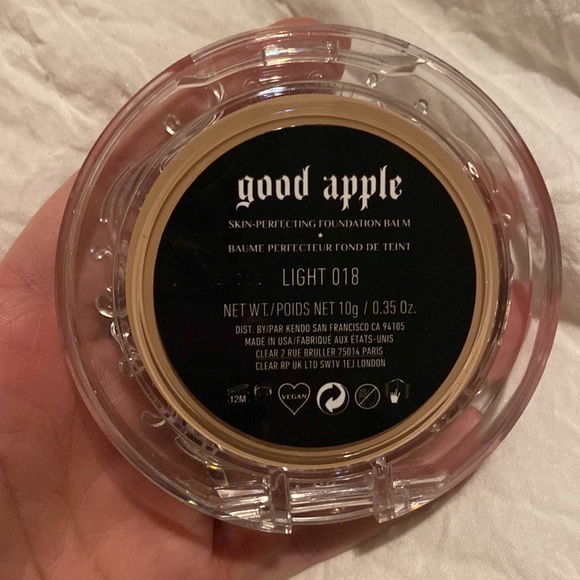 good apple
SKIN-PERFECTING FOUNDATION BALM
BAUME PERFECTEUR FOND DE TEINT
LIGHT 018
NET WT./POIDS NET 10g / 0.35 Oz.
DIST. BY/PAR KENDO SAN FRANCISCO CA 94105
MADE IN USA/FABRIQUÉ AUX ÉTATS-UNIS
CLEAR 2 RUE BRULLER 75014 PARIS
CLEAR RP UK LTD SW1V 1EJ LONDON
12M VEGAN